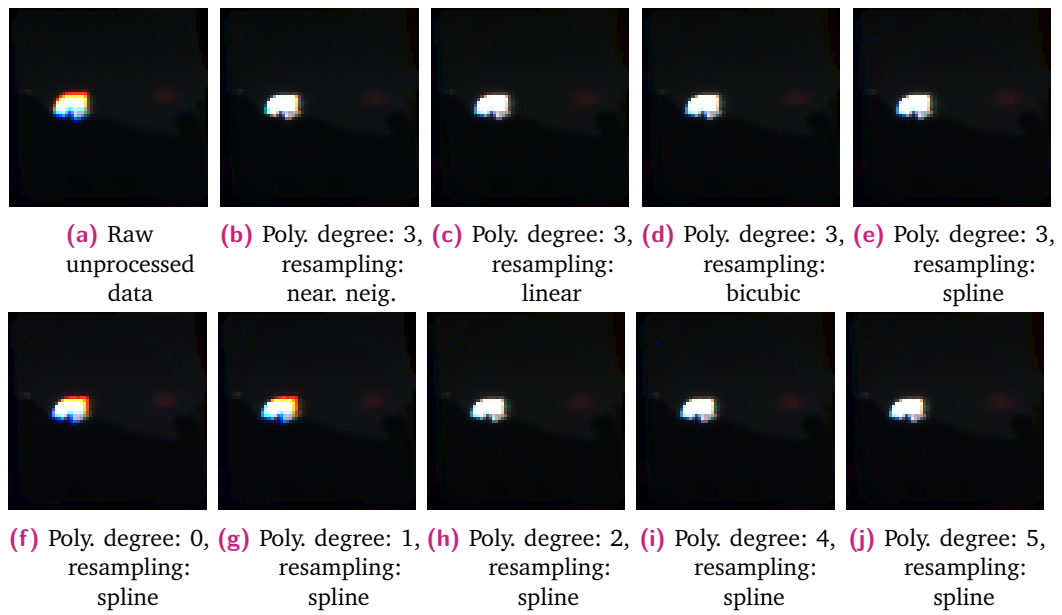 (a) Raw
unprocessed
data
(b) Poly. degree: 3,
resampling:
near. neig.
(c) Poly. degree: 3,
resampling:
linear
(d) Poly. degree: 3,
resampling:
bicubic
(e) Poly. degree: 3,
resampling:
spline
(f) Poly. degree: 0,
resampling:
spline
(g) Poly. degree: 1,
resampling:
spline
(h) Poly. degree: 2,
resampling:
spline
(i) Poly. degree: 4,
resampling:
spline
(j) Poly. degree: 5,
resampling:
spline